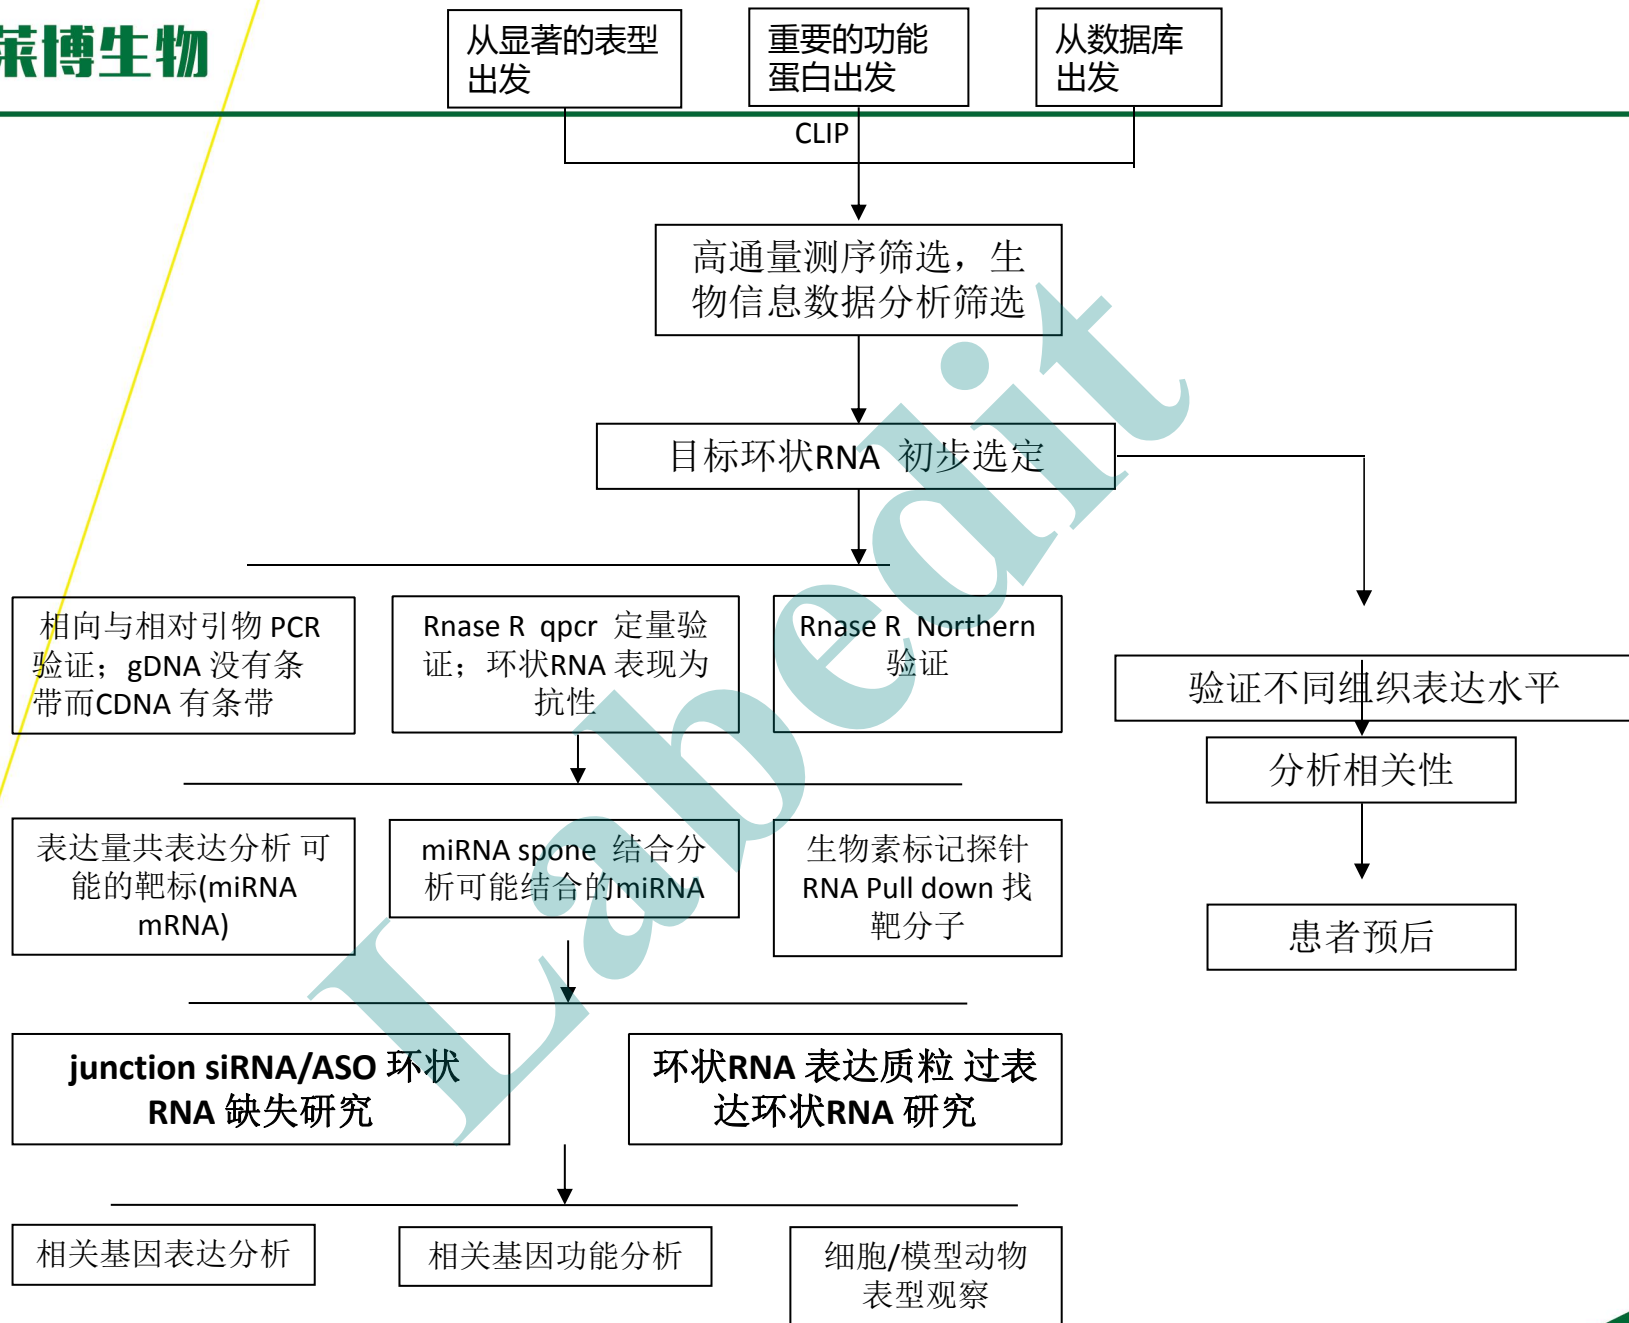 莱博生物
从显著的表型
出发
重要的功能
蛋白出发
从数据库
出发
CLIP
高通量测序筛选，生
物信息数据分析筛选
目标环状RNA 初步选定
相向与相对引物 PCR
验证；gDNA 没有条
带而CDNA 有条带
Rnase R qpcr 定量验
证；环状RNA 表现为
抗性
Rnase R Northern
验证
验证不同组织表达水平
分析相关性
患者预后
表达量共表达分析 可
能的靶标(miRNA
mRNA)
miRNA spone 结合分
析可能结合的miRNA
生物素标记探针
RNA Pull down 找
靶分子
junction siRNA/ASO 环状
RNA 缺失研究
环状RNA 表达质粒 过表
达环状RNA 研究
相关基因表达分析
相关基因功能分析
细胞/模型动物
表型观察
Labedit